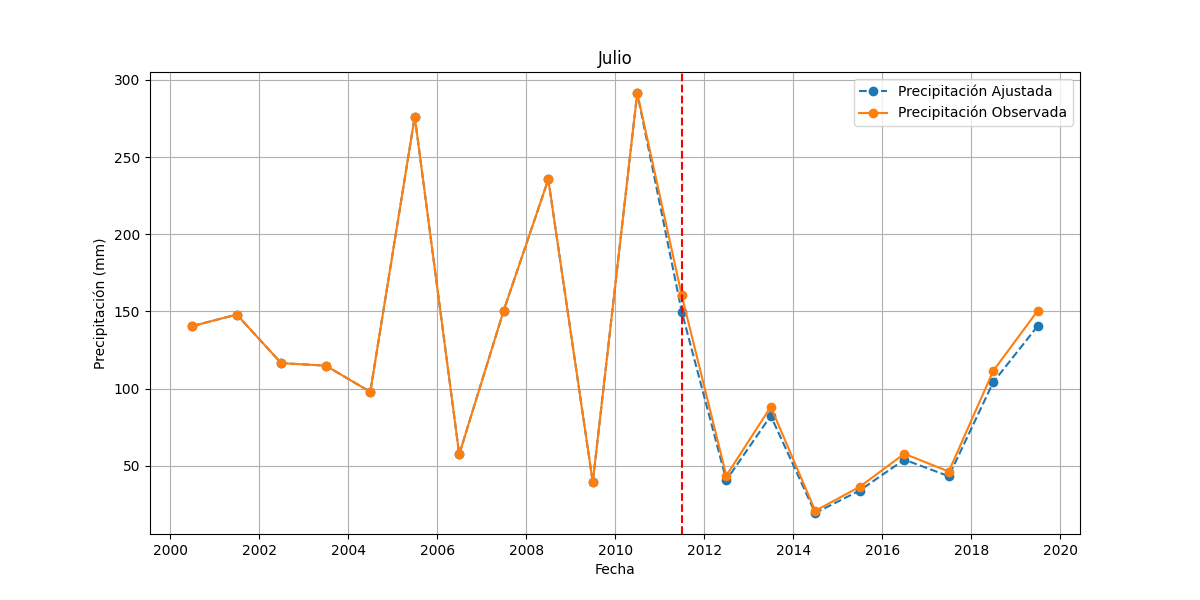 Julio
Precipitación Ajustada
Precipitación Observada
Precipitación (mm)
300
250
200
150
100
50
2000 2002 2004 2006 2008 2010 2012 2014 2016 2018 2020
Fecha